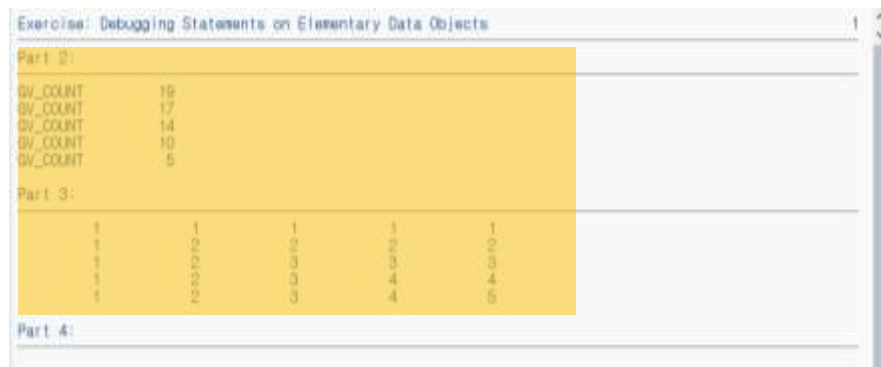 Exercise: Debugging Statements on Elementary Data Objects 1
Part 2:
GV_COUNT 19
GV_COUNT 17
GV_COUNT 14
GV_COUNT 10
GV_COUNT 5
Part 3:
1 1 1 1 1
1 2 2 2 2
1 2 3 3 3
1 2 3 4 4
1 2 3 4 5
Part 4: